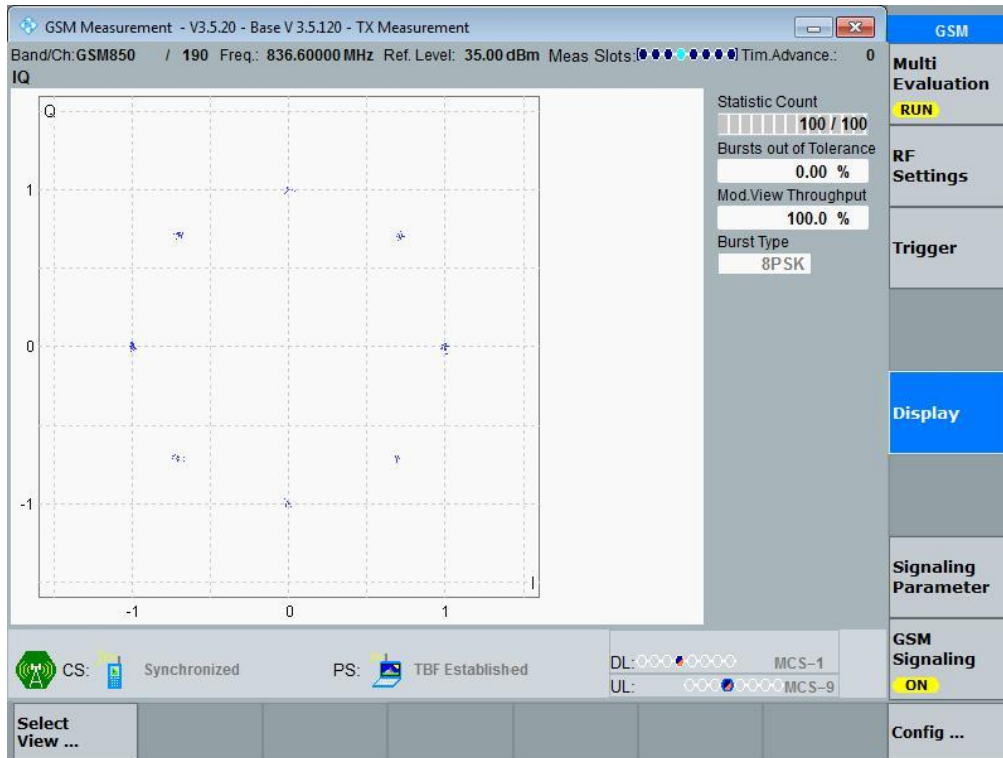 GSM Measurement - V3.5.20 - Base V 3.5.120 - TX Measurement
GSM
Band/Ch: GSM850 / 190 Freq.: 836.60000 MHz Ref. Level: 35.00 dBm Meas Slots: Tim.Advance.: 0
IQ
Multi
Evaluation
RUN
RF
Settings
Trigger
Display
Signaling
Parameter
GSM
Signaling
ON
Config ...
Q
1
0
-1
I
-1 0 1
Statistic Count
100 / 100
Bursts out of Tolerance
0.00 %
Mod.View Throughput
100.0 %
Burst Type
8PSK
CS: Synchronized PS: TBF Established
DL: MCS-1
UL: MCS-9
Select
View ...